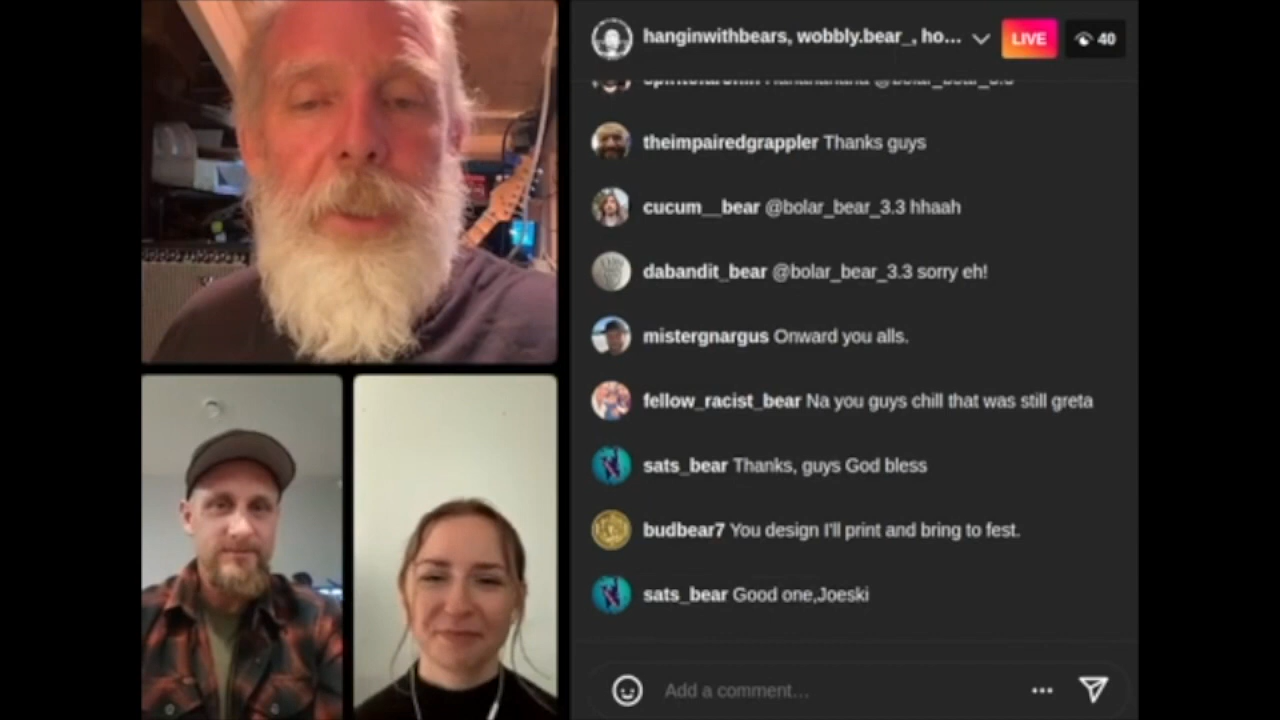 hanginwithbears, wobbly.bear_, ho...
LIVE
40
theimpairedgrappler Thanks guys
cucum__bear @bolar_bear_3.3 hhaah
dabandit_bear @bolar_bear_3.3 sorry eh!
mistergnargus Onward you alls.
fellow_racist_bear Na you guys chill that was still greta
sats_bear Thanks, guys God bless
budbear7 You design I'll print and bring to fest.
sats_bear Good one,Joeski
Add a comment...